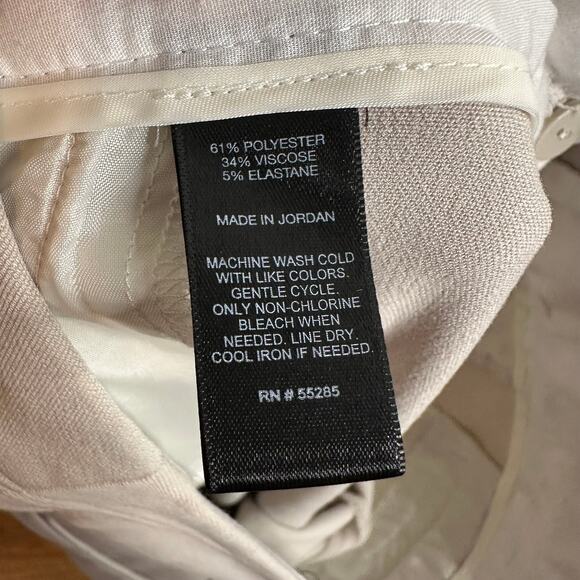 61% POLYESTER
34% VISCOSE
5% ELASTANE
MADE IN JORDAN
MACHINE WASH COLD
WITH LIKE COLORS.
GENTLE CYCLE.
ONLY NON-CHLORINE
BLEACH WHEN
NEEDED. LINE DRY.
COOL IRON IF NEEDED.
RN # 55285